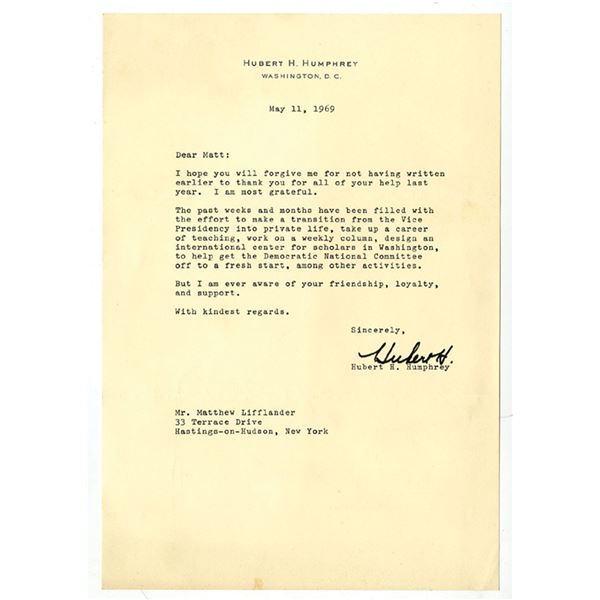 HUBERT H. HUMPHREY
WASHINGTON, D. C.
May 11, 1969
Dear Matt:
I hope you will forgive me for not having written
earlier to thank you for all of your help last
year. I am most grateful.
The past weeks and months have been filled with
the effort to make a transition from the Vice
Presidency into private life, take up a career
of teaching, work on a weekly column, design an
international center for scholars in Washington,
to help get the Democratic National Committee
off to a fresh start, among other activities.
But I am ever aware of your friendship, loyalty,
and support.
With kindest regards.
Sincerely,
Hubert H.
Hubert H. Humphrey
Mr. Matthew Lifflander
33 Terrace Drive
Hastings-on-Hudson, New York